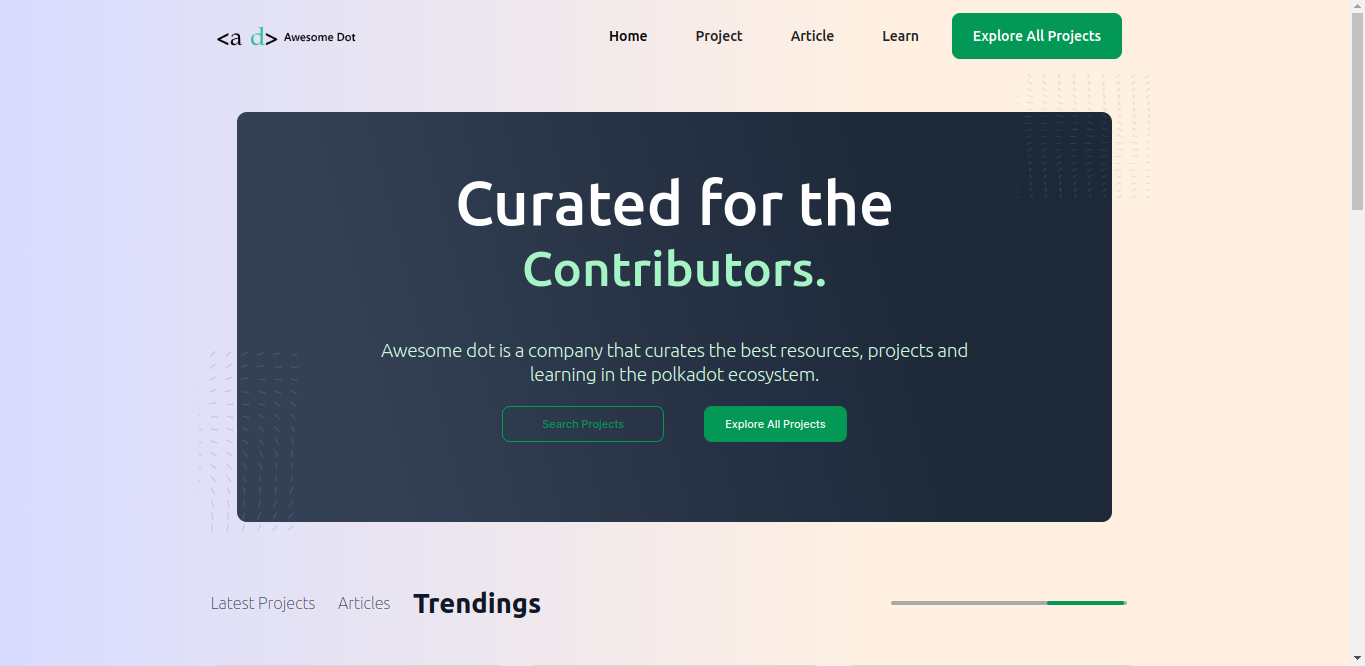 <a d> Awesome Dot
Home Project Article Learn Explore All Projects
Curated for the
Contributors.
Awesome dot is a company that curates the best resources, projects and
learning in the polkadot ecosystem.
Search Projects Explore All Projects
Latest Projects Articles Trendings